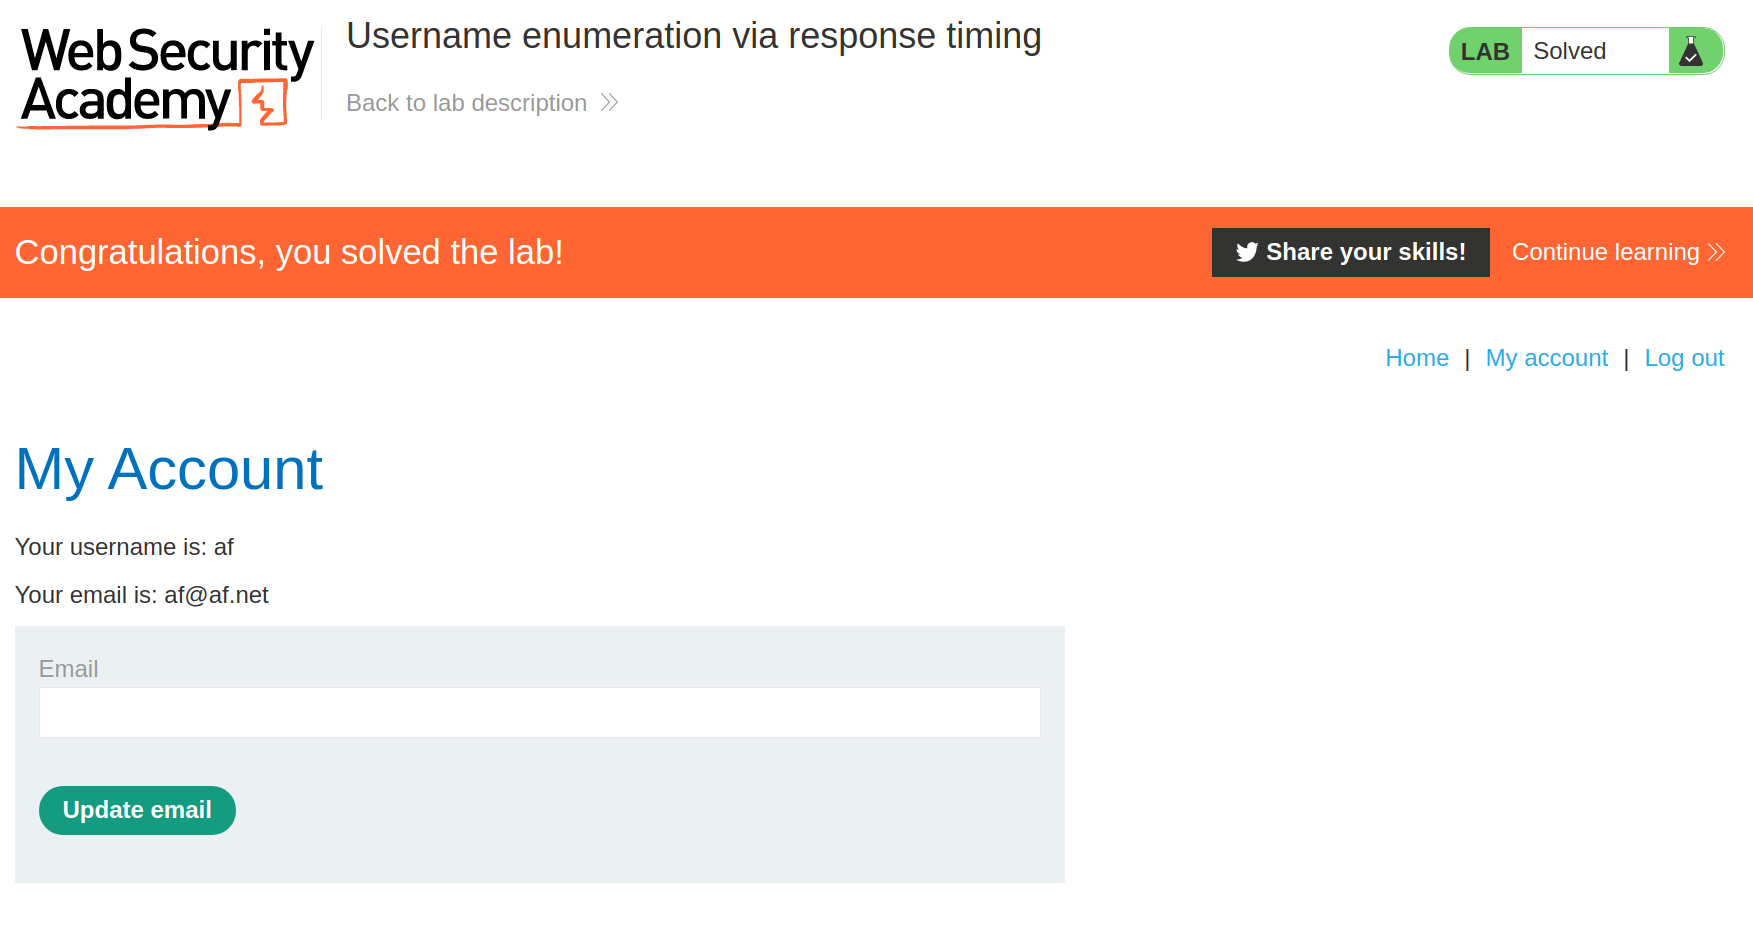 Web Security
Academy
Username enumeration via response timing
Back to lab description
LAB Solved
Congratulations, you solved the lab!
Share your skills!
Continue learning
Home | My account | Log out
My Account
Your username is: af
Your email is: af@af.net
Email
Update email